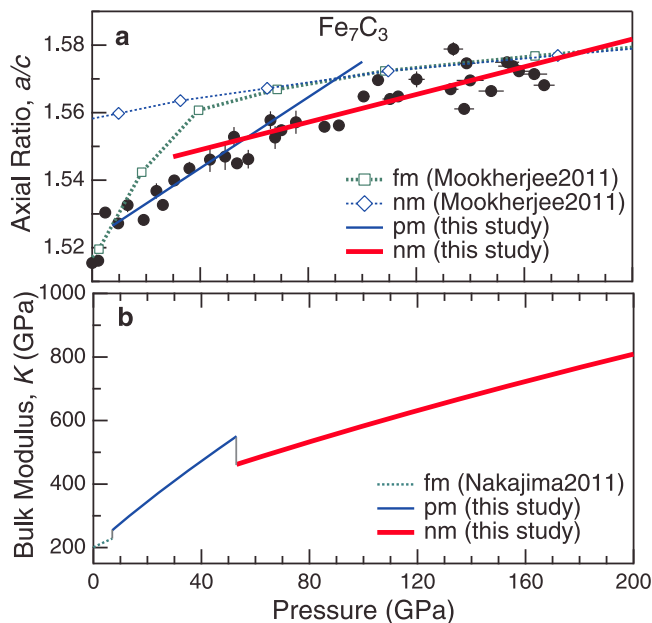 a
Fe7C3
Axial Ratio, a/c
1.58
1.56
1.54
1.52
fm (Mookherjee2011)
nm (Mookherjee2011)
pm (this study)
nm (this study)
b
Bulk Modulus, K (GPa)
1000
800
600
400
200
fm (Nakajima2011)
pm (this study)
nm (this study)
0 40 80 120 160 200
Pressure (GPa)